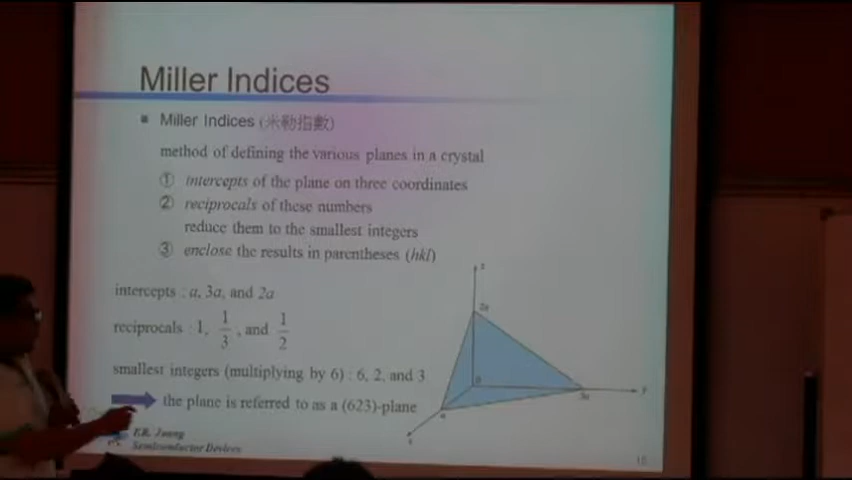 Miller Indices
■ Miller Indices (米勒指數)
method of defining the various planes in a crystal
① intercepts of the plane on three coordinates
② reciprocals of these numbers
reduce them to the smallest integers
③ enclose the results in parentheses (hkl)
intercepts : a, 3a, and 2a
reciprocals : 1, 1/3, and 1/2
smallest integers (multiplying by 6) : 6, 2, and 3
the plane is referred to as a (623)-plane
z
2a
0
3a
y
a
x
Semiconductor Devices